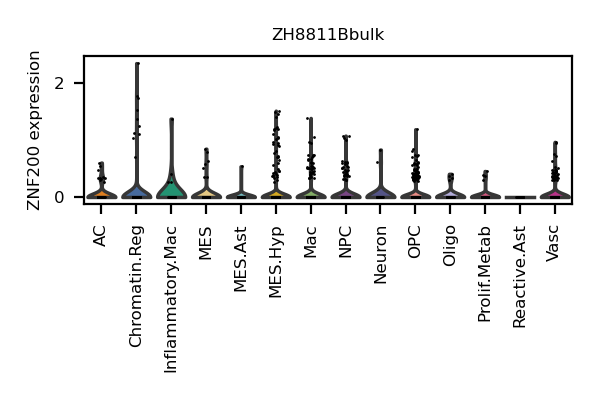 ZH8811Bbulk
ZNF200 expression
2
0
AC
Chromatin.Reg
Inflammatory.Mac
MES
MES.Ast
MES.Hyp
Mac
NPC
Neuron
OPC
Oligo
Prolif.Metab
Reactive.Ast
Vasc